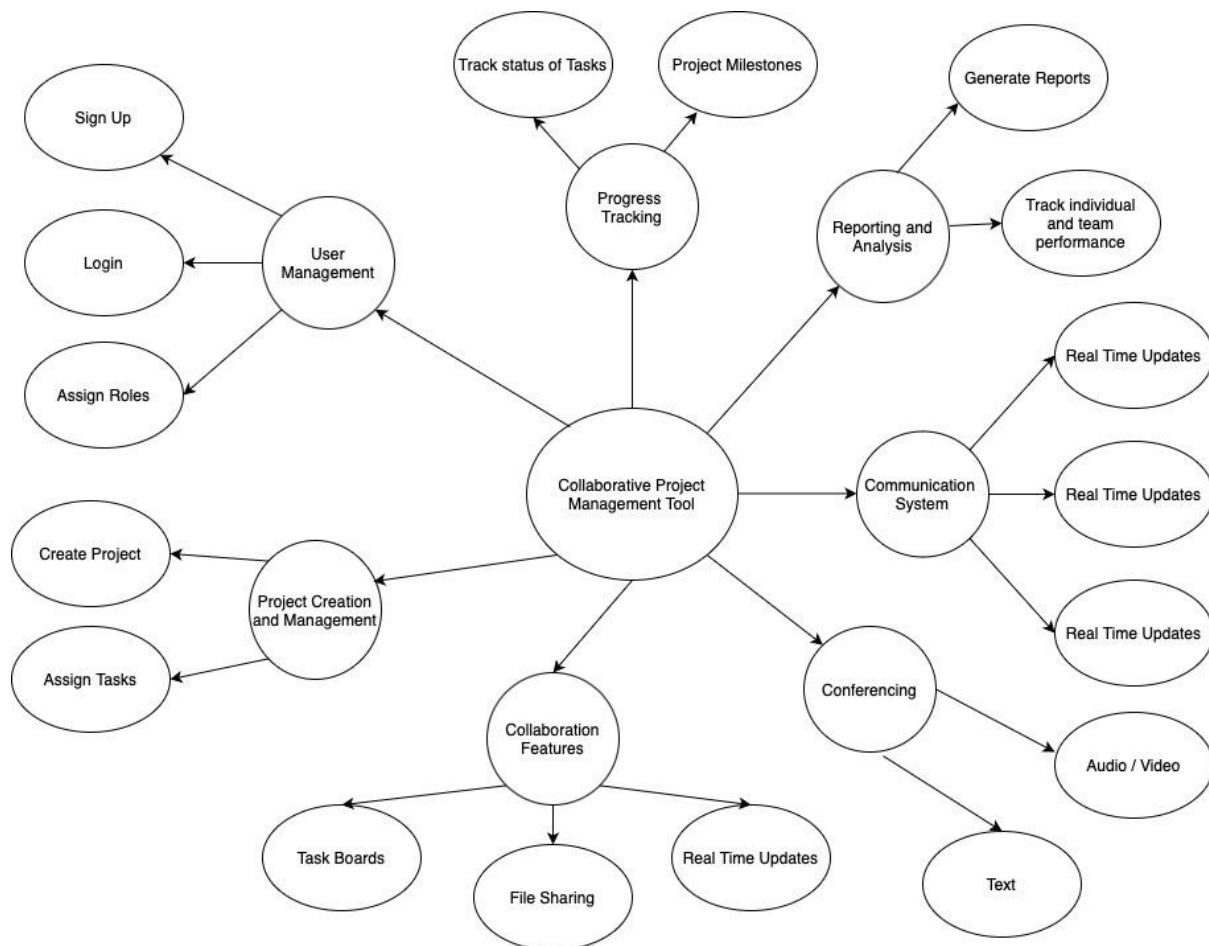 Track status of Tasks
Project Milestones
Generate Reports
Sign Up
Progress
Tracking
Reporting and
Analysis
Track individual
and team
performance
User
Management
Login
Real Time Updates
Assign Roles
Collaborative Project
Management Tool
Communication
System
Real Time Updates
Create Project
Project Creation
and Management
Real Time Updates
Assign Tasks
Conferencing
Collaboration
Features
Audio / Video
Task Boards
File Sharing
Real Time Updates
Text